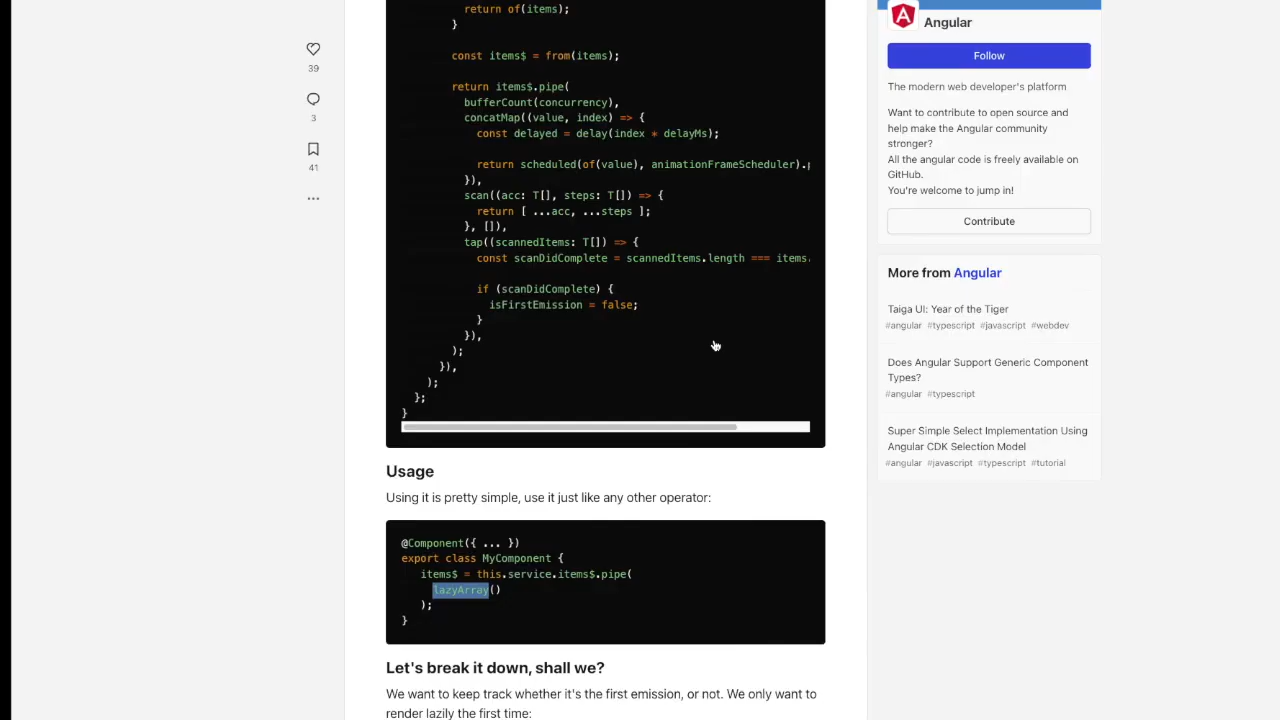 39
3
41
return of(items);
}
const items$ = from(items);
return items$.pipe(
bufferCount(concurrency),
concatMap((value, index) => {
const delayed = delay(index * delayMs);
return scheduled(of(value), animationFrameScheduler).p
}),
scan((acc: T[], steps: T[]) => {
return [ ...acc, ...steps ];
}, []),
tap((scannedItems: T[]) => {
const scanDidComplete = scannedItems.length === items.
if (scanDidComplete) {
isFirstEmission = false;
}
}),
);
}),
);
};
}
Usage
Using it is pretty simple, use it just like any other operator:
@Component({ ... })
export class MyComponent {
items$ = this.service.items$.pipe(
lazyArray()
);
}
Let's break it down, shall we?
We want to keep track whether it's the first emission, or not. We only want to
render lazily the first time:
Angular
Follow
The modern web developer's platform
Want to contribute to open source and
help make the Angular community
stronger?
All the angular code is freely available on
GitHub.
You're welcome to jump in!
Contribute
More from Angular
Taiga UI: Year of the Tiger
#angular #typescript #javascript #webdev
Does Angular Support Generic Component
Types?
#angular #typescript
Super Simple Select Implementation Using
Angular CDK Selection Model
#angular #javascript #typescript #tutorial